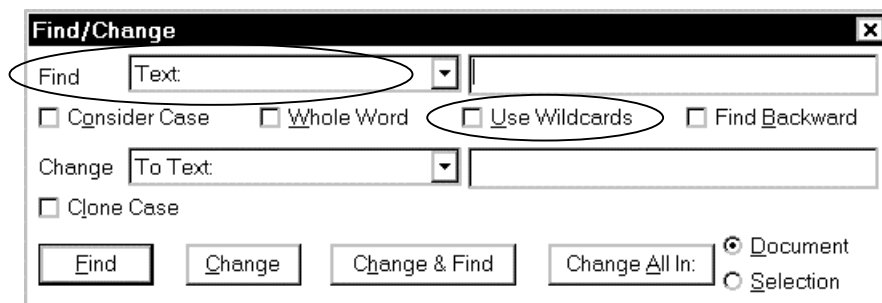 Find/Change
Find Text:
Consider Case Whole Word Use Wildcards Find Backward
Change To Text:
Clone Case
Find Change Change & Find Change All In: Document
Selection